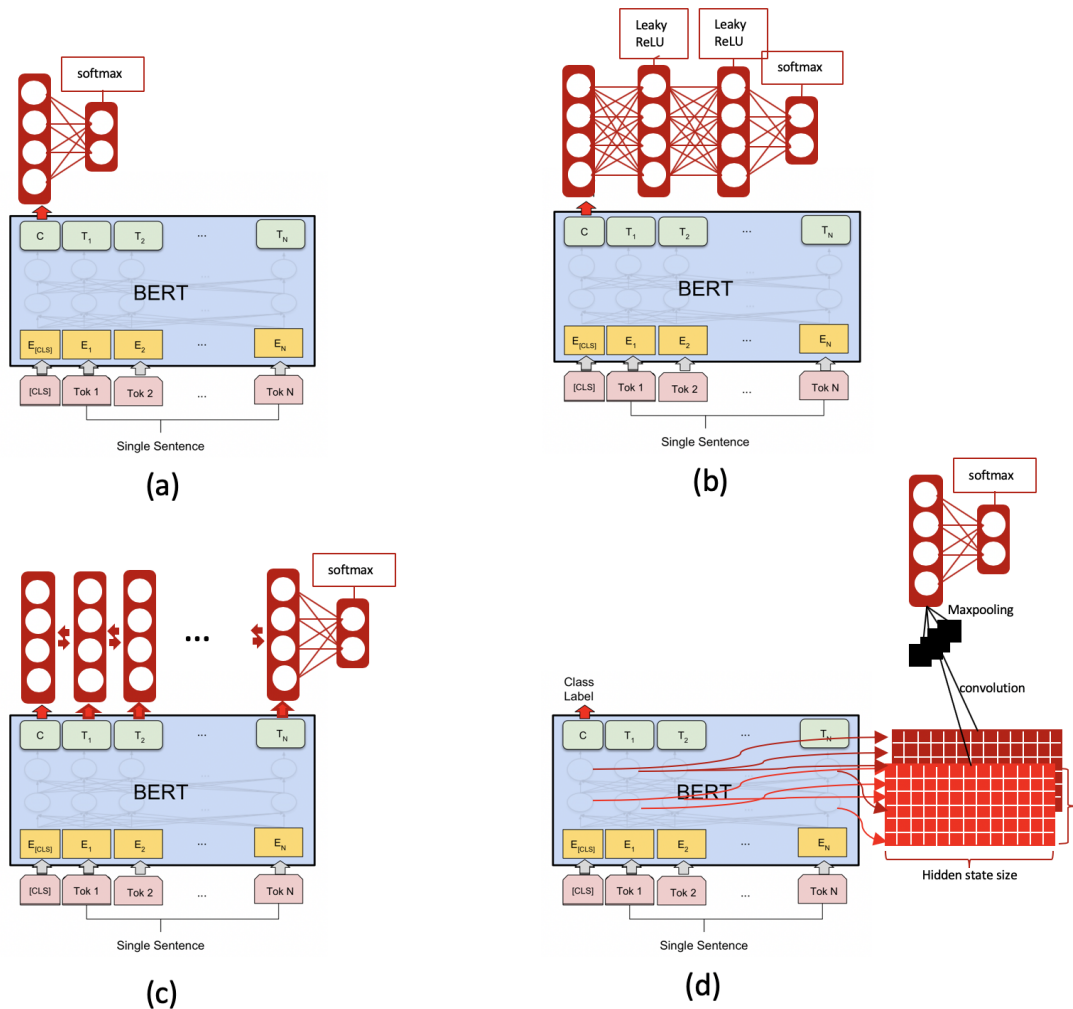 softmax
C T1 T2 ... TN
BERT
E[CLS] E1 E2 ... EN
[CLS] Tok 1 Tok 2 ... Tok N
Single Sentence
(a)
Leaky
ReLU
Leaky
ReLU
softmax
C T1 T2 ... TN
BERT
E[CLS] E1 E2 ... EN
[CLS] Tok 1 Tok 2 ... Tok N
Single Sentence
(b)
softmax
...
C T1 T2 ... TN
BERT
E[CLS] E1 E2 ... EN
[CLS] Tok 1 Tok 2 ... Tok N
Single Sentence
(c)
softmax
Maxpooling
convolution
Class
Label
C T1 T2 ... TN
BERT
E[CLS] E1 E2 ... EN
Hidden state size
[CLS] Tok 1 Tok 2 ... Tok N
Single Sentence
(d)